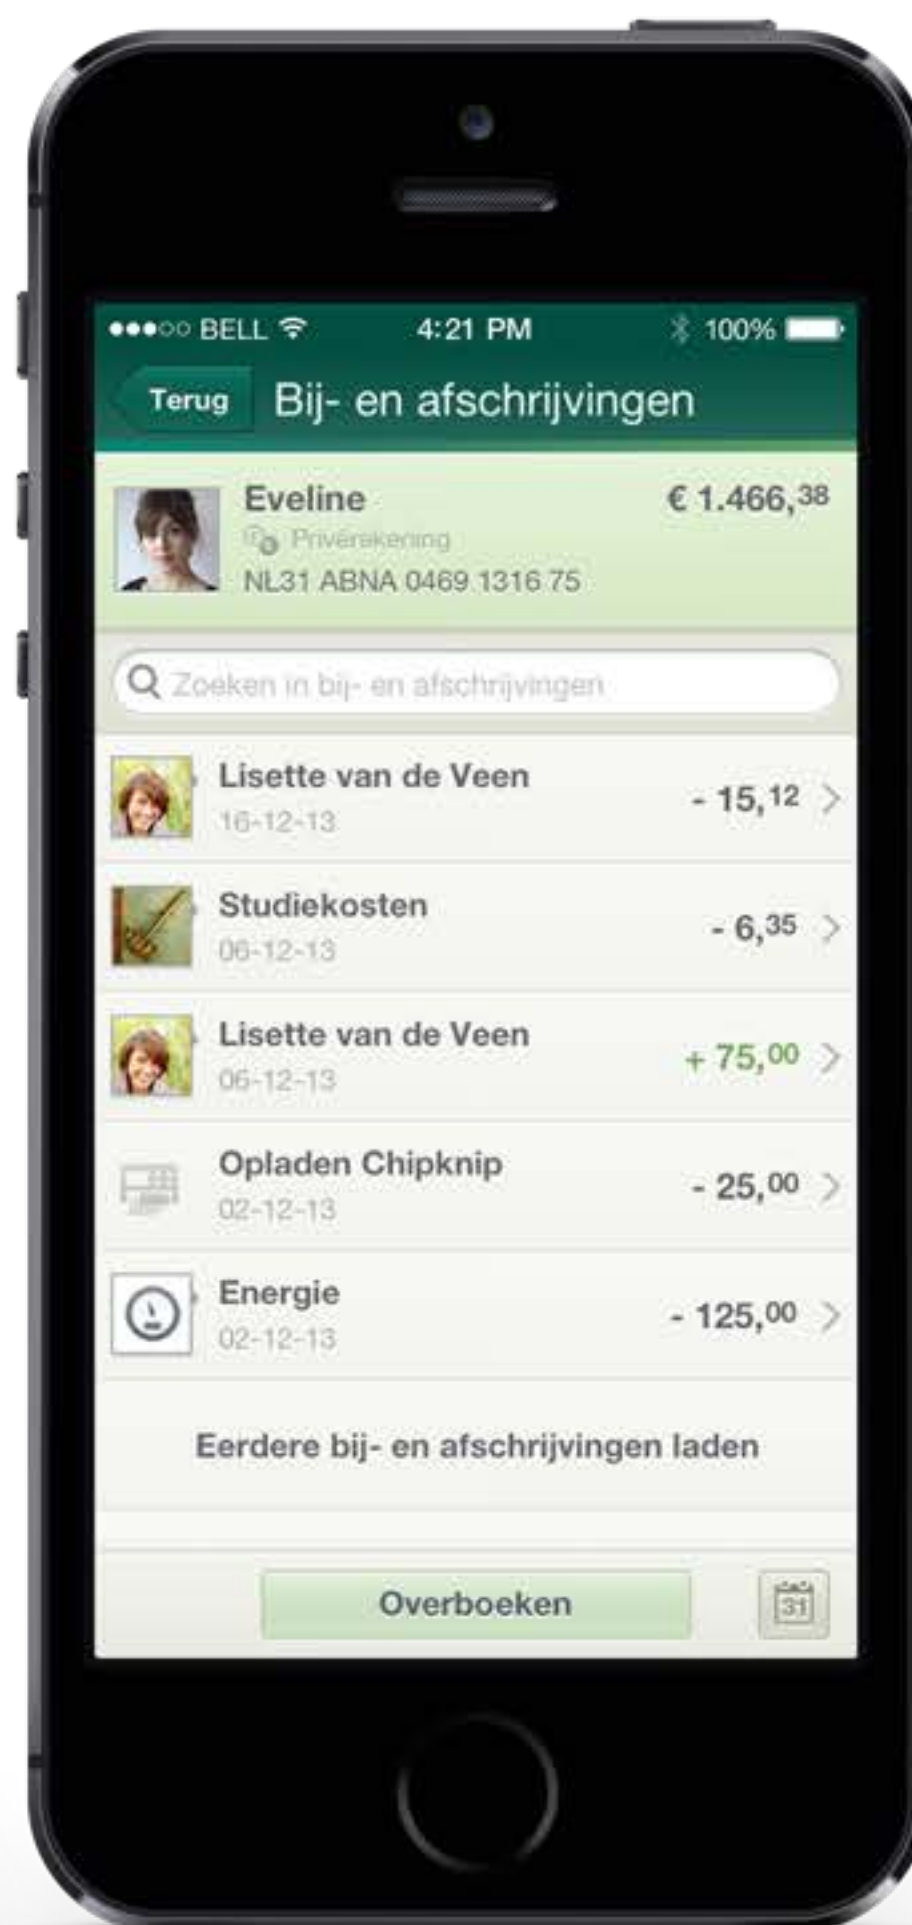 BELL 4:21 PM 100%
Terug Bij- en afschrijvingen
Eveline € 1.466,38
Privérekening
NL31 ABNA 0469 1316 75
Zoeken in bij- en afschrijvingen
Lisette van de Veen
16-12-13
- 15,12
Studiekosten
06-12-13
- 6,35
Lisette van de Veen
06-12-13
+ 75,00
Opladen Chipknip
02-12-13
- 25,00
Energie
02-12-13
- 125,00
Eerdere bij- en afschrijvingen laden
Overboeken 31